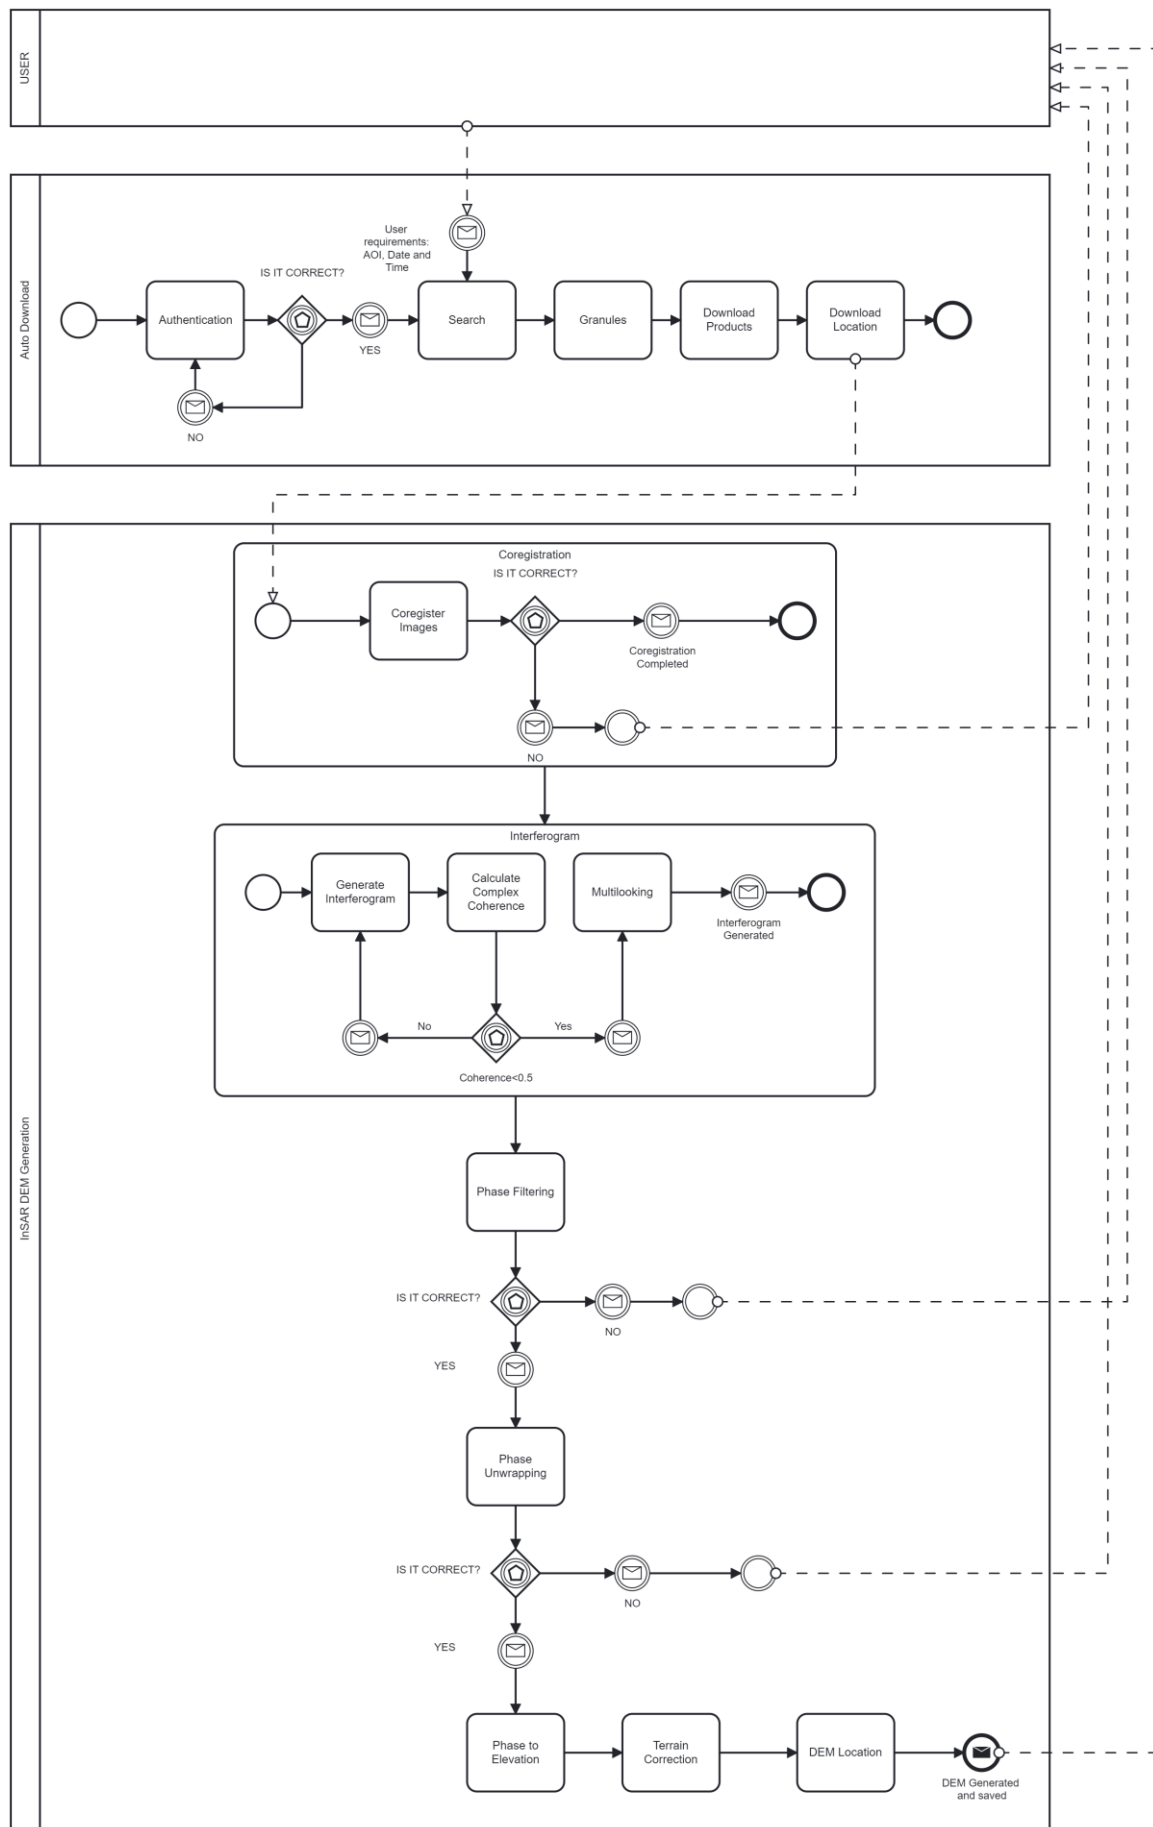 USER
Auto Download
User
requirements:
AOI, Date and
Time
IS IT CORRECT?
Authentication
YES
NO
Search
Granules
Download
Products
Download
Location
InSAR DEM Generation
Coregistration
IS IT CORRECT?
Coregister
Images
Coregistration
Completed
NO
Interferogram
Generate
Interferogram
Calculate
Complex
Coherence
Multilooking
Interferogram
Generated
No
Yes
Coherence<0.5
Phase Filtering
IS IT CORRECT?
NO
YES
Phase
Unwrapping
IS IT CORRECT?
NO
YES
Phase to
Elevation
Terrain
Correction
DEM Location
DEM Generated
and saved